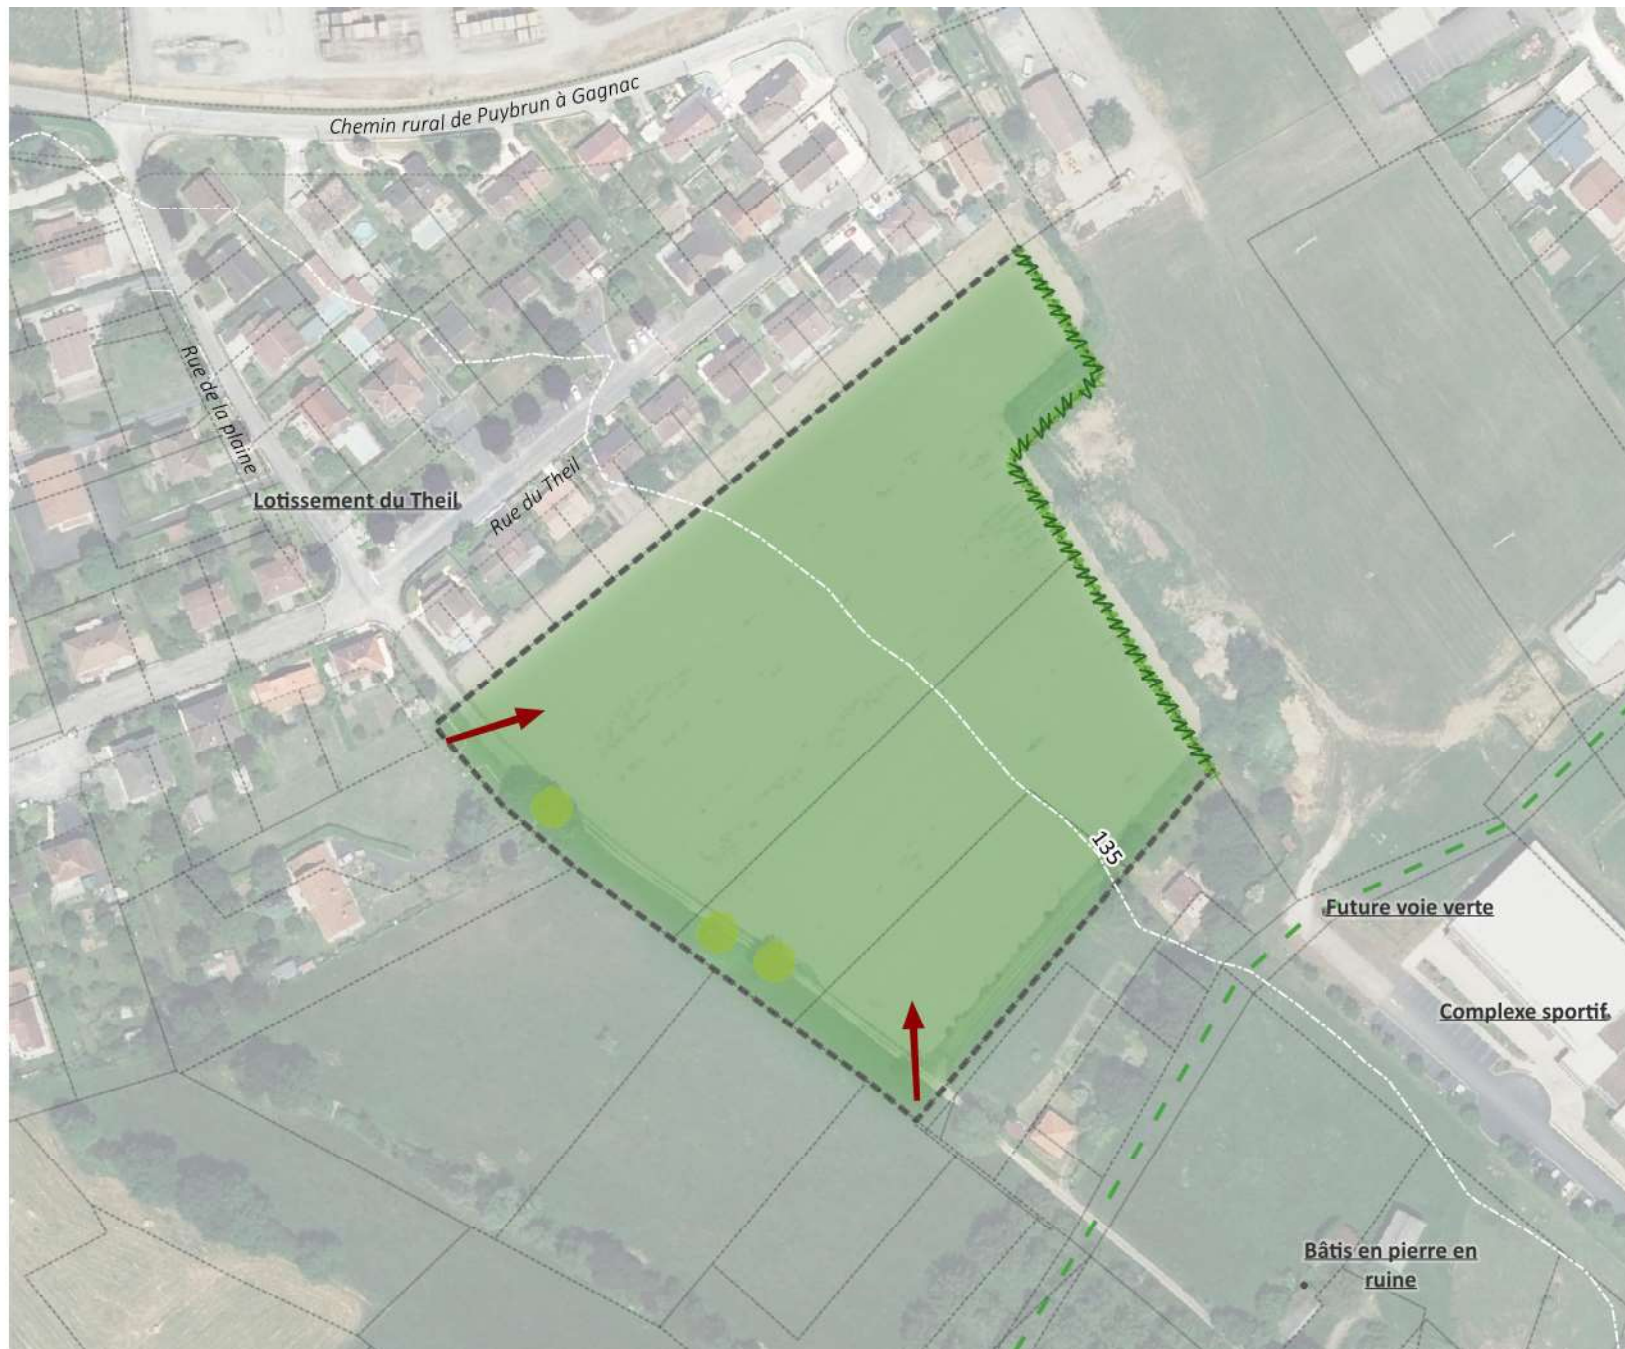 Chemin rural de Puybrun à Gagnac
Rue de la plaine
Lotissement du Theil
Rue du Theil
135
Future voie verte
Complexe sportif
Bâtis en pierre en
ruine